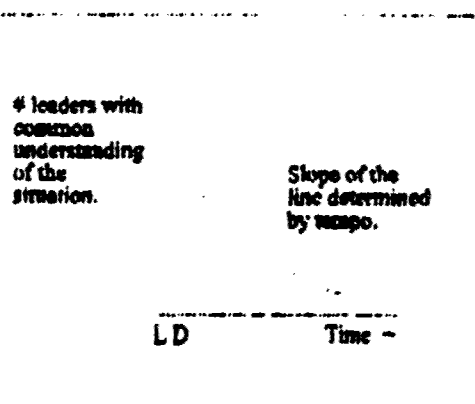 # leaders with
common
understanding
of the
situation.
Slope of the
line determined
by tempo.
L D
Time ~